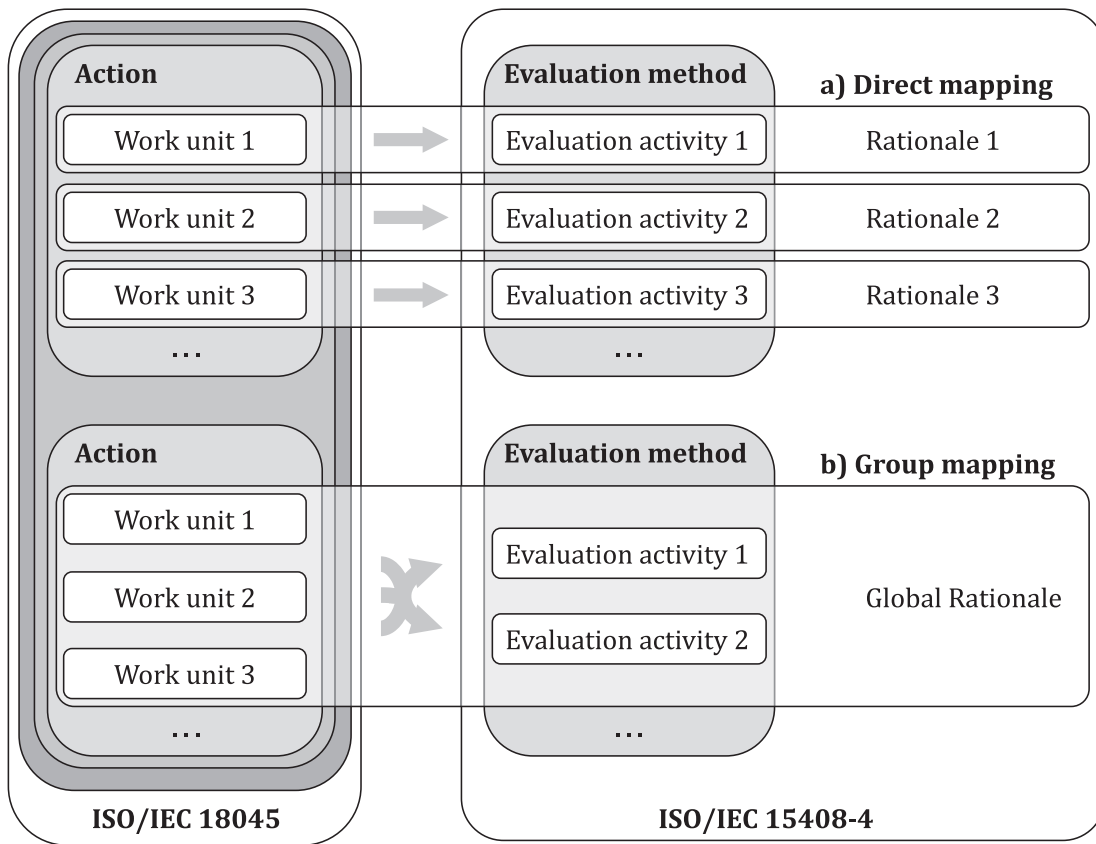 Action
Evaluation method
a) Direct mapping
Work unit 1
Evaluation activity 1
Rationale 1
Work unit 2
Evaluation activity 2
Rationale 2
Work unit 3
Evaluation activity 3
Rationale 3
...
...
Action
Evaluation method
b) Group mapping
Work unit 1
Evaluation activity 1
Work unit 2
Global Rationale
Evaluation activity 2
Work unit 3
...
...
ISO/IEC 18045
ISO/IEC 15408-4